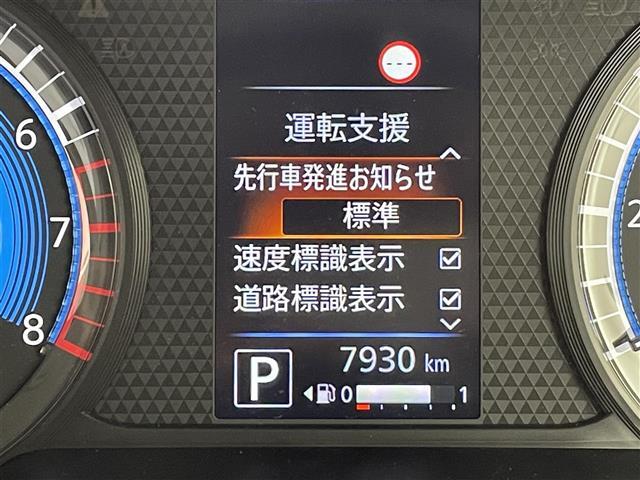 ---
運転支援
先行車発進お知らせ
標準
速度標識表示
道路標識表示
6
7
8
2
P
7930 km
0 1